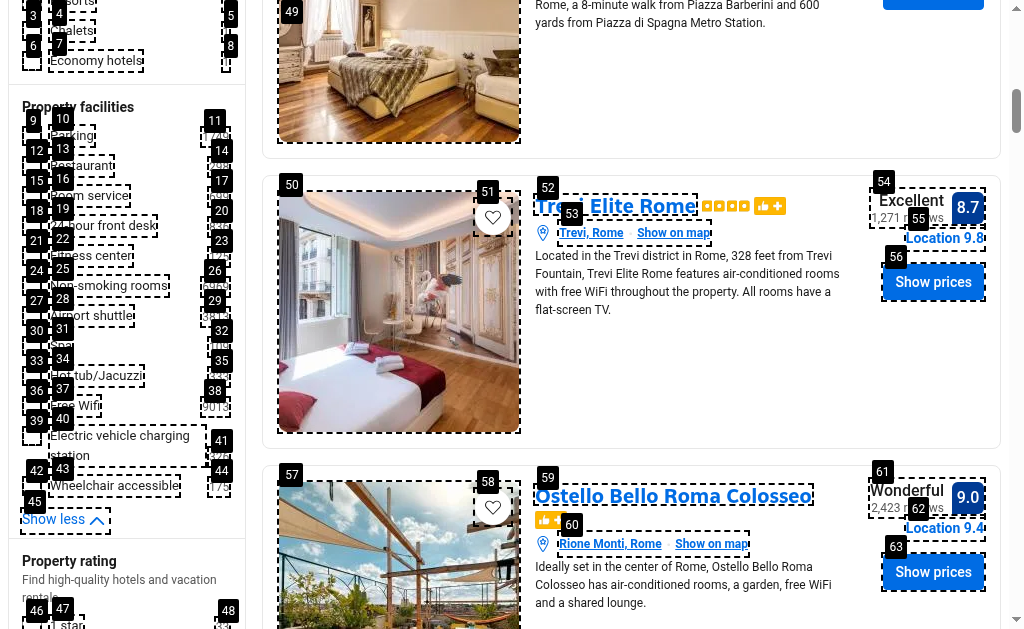 3
4
5
Chalets
6
7
8
Economy hotels
Property facilities
9
10
11
Parking
12
13
14
Restaurant
15
16
17
Room service
18
19
20
24-hour front desk
21
22
23
Fitness center
24
25
26
Non-smoking rooms
27
28
29
Airport shuttle
30
31
32
33
34
35
Hot tub/Jacuzzi
36
37
38
Free Wifi
9013
39
40
Electric vehicle charging
station
41
42
43
44
Wheelchair accessible
45
Show less
Property rating
Find high-quality hotels and vacation
rentals
46
47
48
1 star
49
Rome, a 8-minute walk from Piazza Barberini and 600
yards from Piazza di Spagna Metro Station.
50
51
52
Trevi Elite Rome
53
Trevi, Rome · Show on map
Located in the Trevi district in Rome, 328 feet from Trevi
Fountain, Trevi Elite Rome features air-conditioned rooms
with free WiFi throughout the property. All rooms have a
flat-screen TV.
54
Excellent
8.7
1,271 reviews
55
Location 9.8
56
Show prices
57
58
59
Ostello Bello Roma Colosseo
60
Rione Monti, Rome · Show on map
Ideally set in the center of Rome, Ostello Bello Roma
Colosseo has air-conditioned rooms, a garden, free WiFi
and a shared lounge.
61
Wonderful
9.0
2,423 reviews
62
Location 9.4
63
Show prices